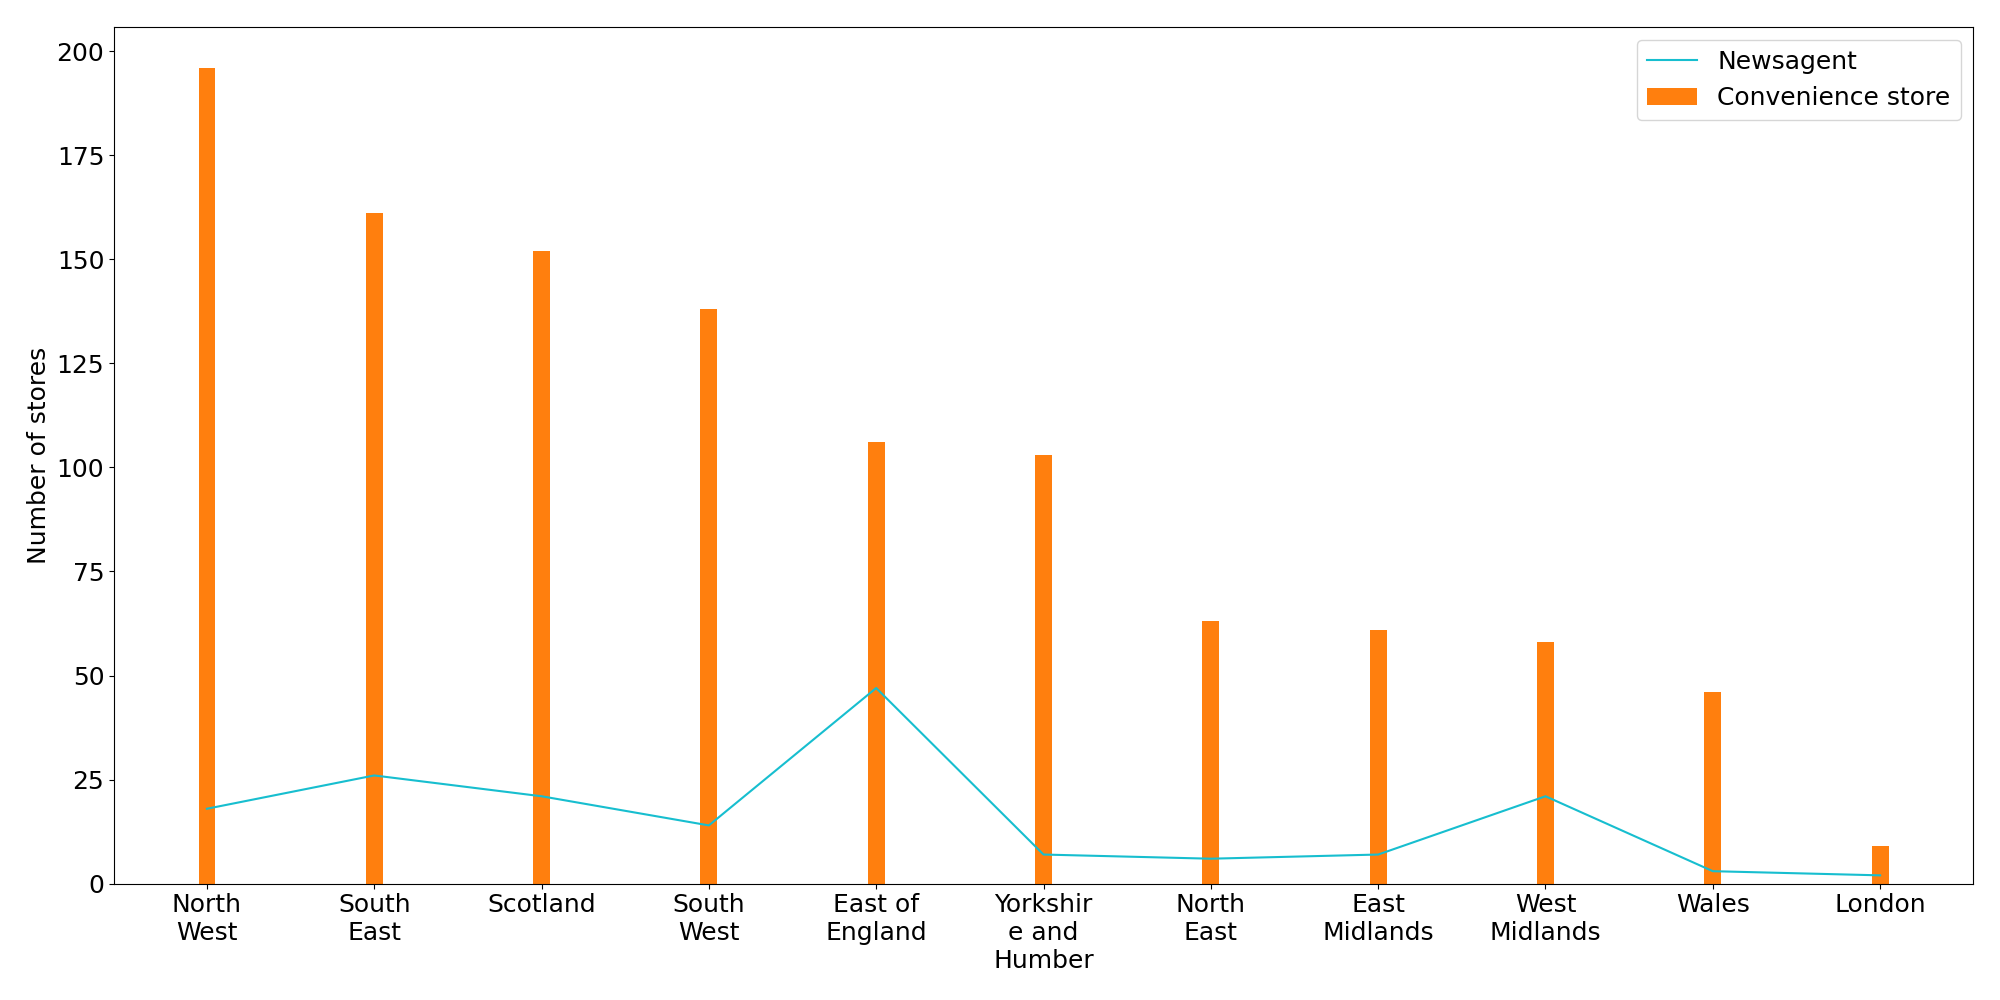 200
175
150
125
100
75
50
25
0
Number of stores
Newsagent
Convenience store
North
West
South
East
Scotland
South
West
East of
England
Yorkshir
e and
Humber
North
East
East
Midlands
West
Midlands
Wales
London